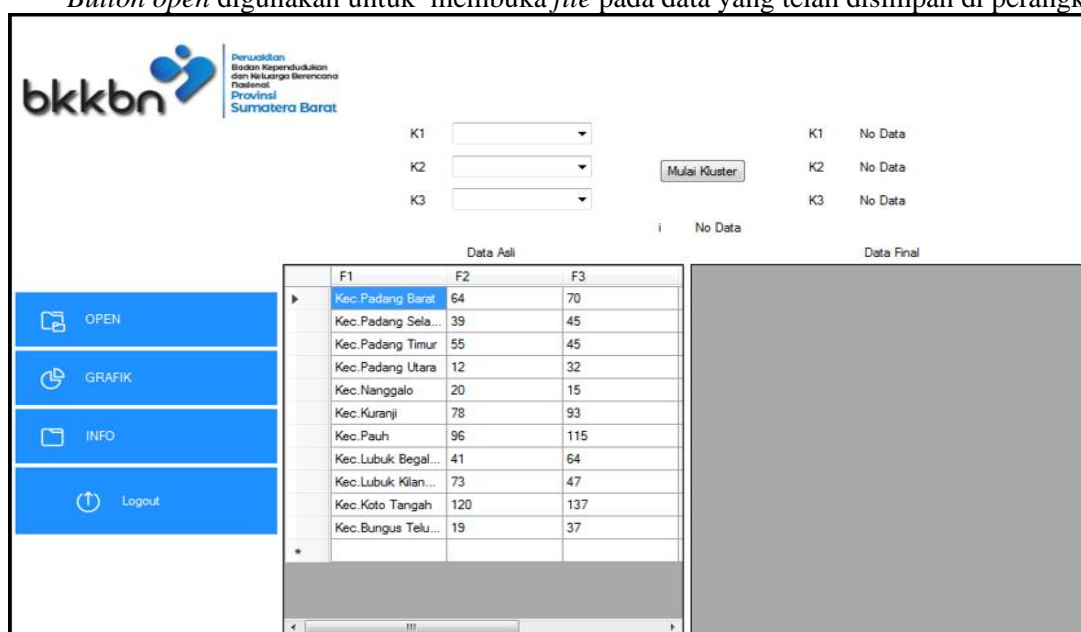 Button open digunakan untuk membuka file pada data yang telah disimpan di perangk
bkkbn
Perwakilan
Badan Kependudukan
dan Keluarga Berencana
Nasional
Provinsi
Sumatera Barat
K1 K1 No Data
K2 Mulai Kluster K2 No Data
K3 K3 No Data
i No Data
Data Asli Data Final
F1 F2 F3
Kec.Padang Barat 64 70
Kec.Padang Sela... 39 45
Kec.Padang Timur 55 45
Kec.Padang Utara 12 32
Kec.Nanggalo 20 15
Kec.Kuranji 78 93
Kec.Pauh 96 115
Kec.Lubuk Begal... 41 64
Kec.Lubuk Kilan... 73 47
Kec.Koto Tangah 120 137
Kec.Bungus Telu... 19 37
OPEN
GRAFIK
INFO
Logout